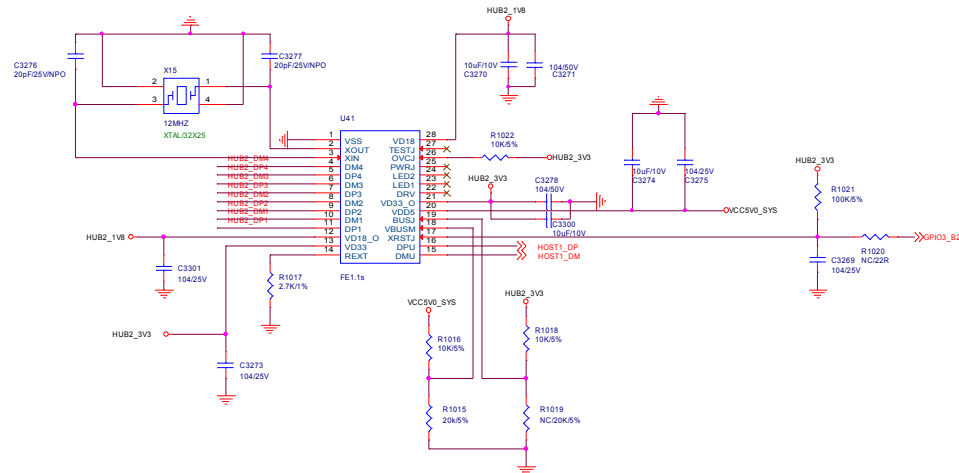 HUB2_1V8
C3276
20pF/25V/NPO
X15
2
1
3
4
12MHZ
XTAL/32X25
C3277
20pF/25V/NPO
10uF/10V
C3270
104/50V
C3271
U41
1
VSS
2
XOUT
3
XIN
4
DM4
5
DP4
6
DM3
7
DP3
8
DM2
9
DP2
10
DM1
11
DP1
12
VD18_O
13
VD33
14
REXT
28
VD18
27
TESTJ
26
OVCJ
25
PWRJ
24
LED2
23
LED1
22
DRV
21
VD33_O
20
VDD5
19
BUSJ
18
VBUSM
17
XRSTJ
16
DPU
15
DMU
FE1.1s
HUB2_DM4
HUB2_DP4
HUB2_DM3
HUB2_DP3
HUB2_DM2
HUB2_DP2
HUB2_DM1
HUB2_DP1
R1022
10K/5%
HUB2_3V3
HUB2_3V3
C3278
104/50V
C3300
10uF/10V
10uF/10V
C3274
104/25V
C3275
VCC5V0_SYS
HUB2_3V3
R1021
100K/5%
R1020
NC/22R
GPIO3_B2
C3269
104/25V
HOST1_DP
HOST1_DM
HUB2_1V8
C3301
104/25V
R1017
2.7K/1%
HUB2_3V3
C3273
104/25V
VCC5V0_SYS
R1016
10K/5%
R1015
20k/5%
HUB2_3V3
R1018
10K/5%
R1019
NC/20K/5%